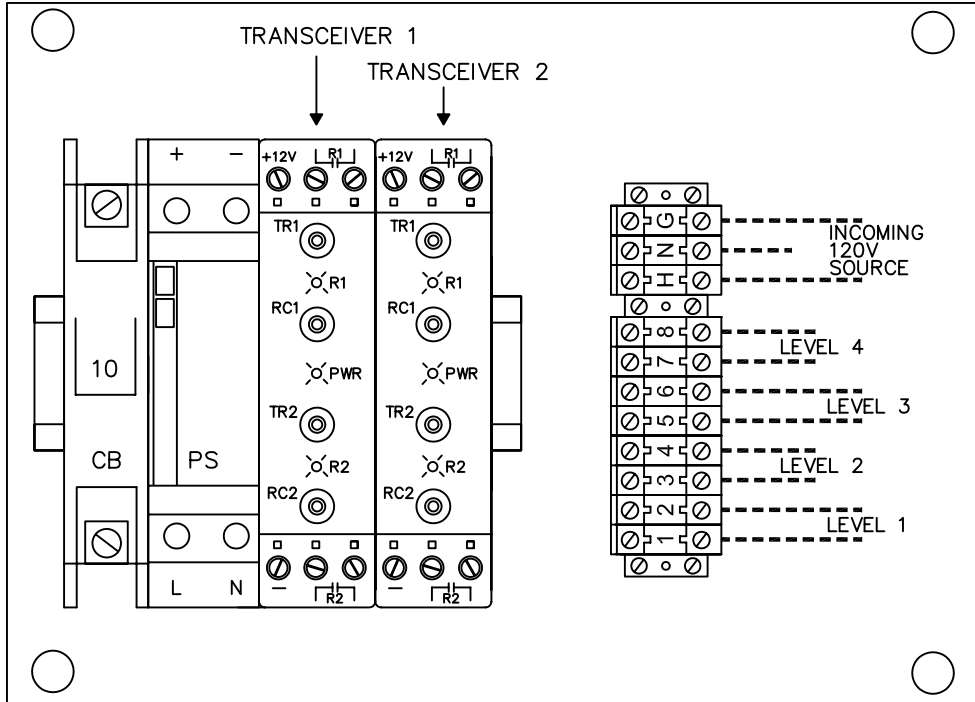 TRANSCEIVER 1
TRANSCEIVER 2
+ −
+12V R1
+12V R1
TR1
TR1
R1
R1
RC1
RC1
PWR
PWR
TR2
TR2
R2
R2
RC2
RC2
10
CB
PS
L N
− R2
− R2
G
N
H
INCOMING
120V
SOURCE
8
7
LEVEL 4
6
5
LEVEL 3
4
3
LEVEL 2
2
1
LEVEL 1